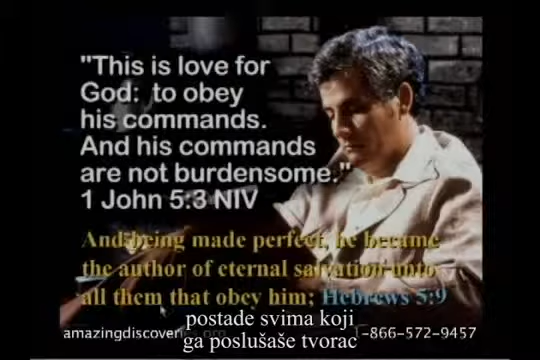 "This is love for
God: to obey
his commands.
And his commands
are not burdensome."
1 John 5:3 NIV
And being made perfect, he became
the author of eternal salvation unto
all them that obey him; Hebrews 5:9
postade svima koji
ga poslušaše tvorac
amazingdiscoveries.org
1-866-572-9457